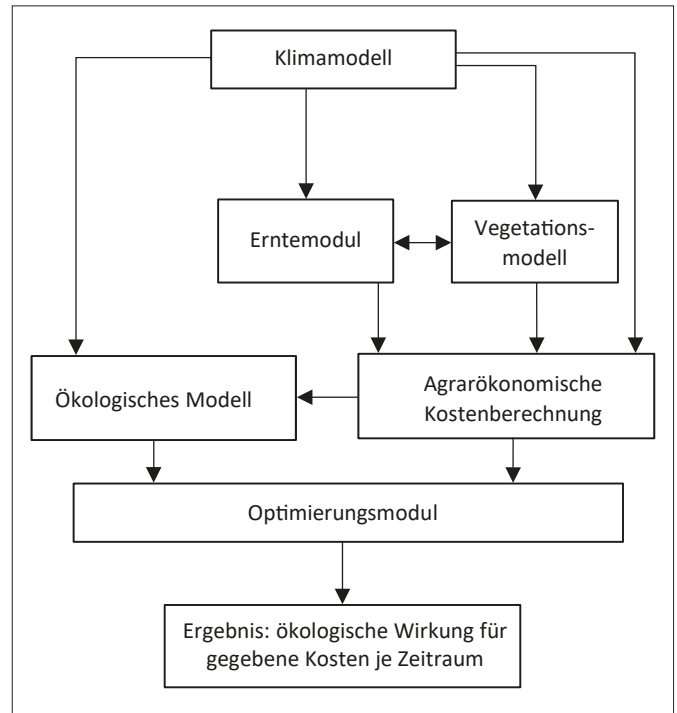 Klimamodell
Erntemodul
Vegetations-
modell
Ökologisches Modell
Agrarökonomische
Kostenberechnung
Optimierungsmodul
Ergebnis: ökologische Wirkung für
gegebene Kosten je Zeitraum